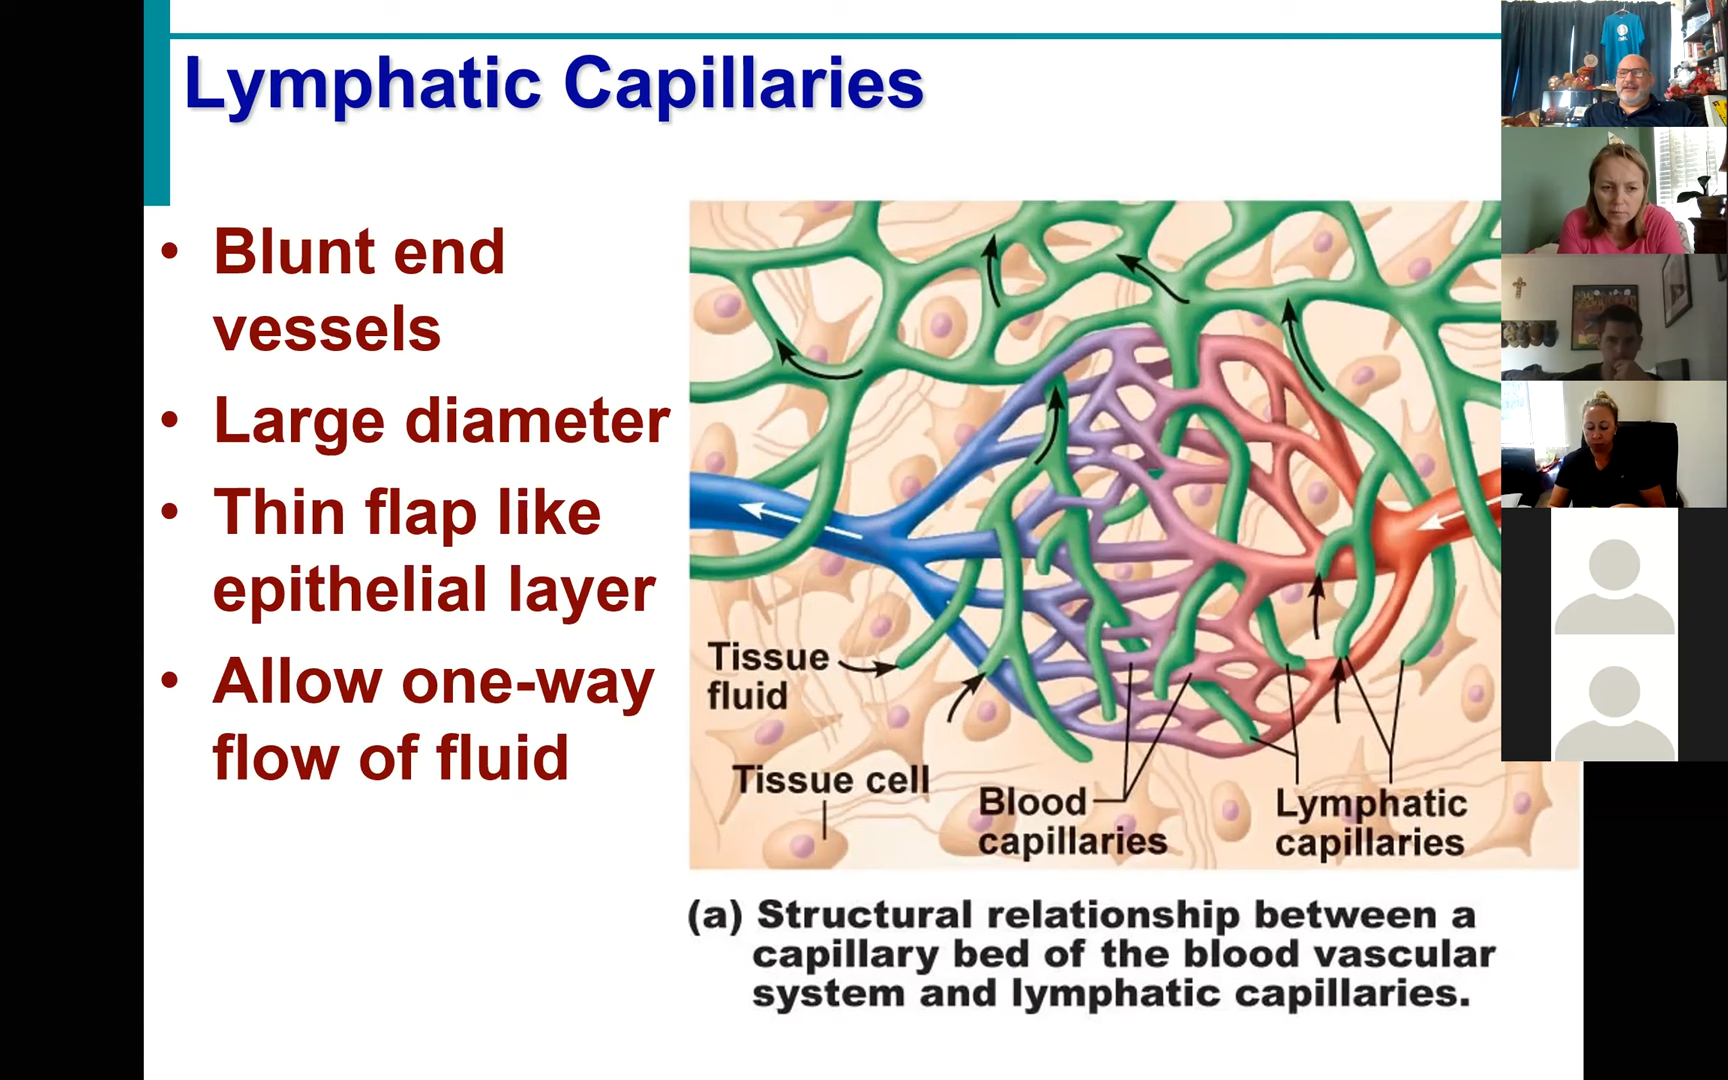 Lymphatic Capillaries
• Blunt end
vessels
• Large diameter
• Thin flap like
epithelial layer
• Allow one-way
flow of fluid
Tissue
fluid
Tissue cell
Blood
capillaries
Lymphatic
capillaries
(a) Structural relationship between a
capillary bed of the blood vascular
system and lymphatic capillaries.